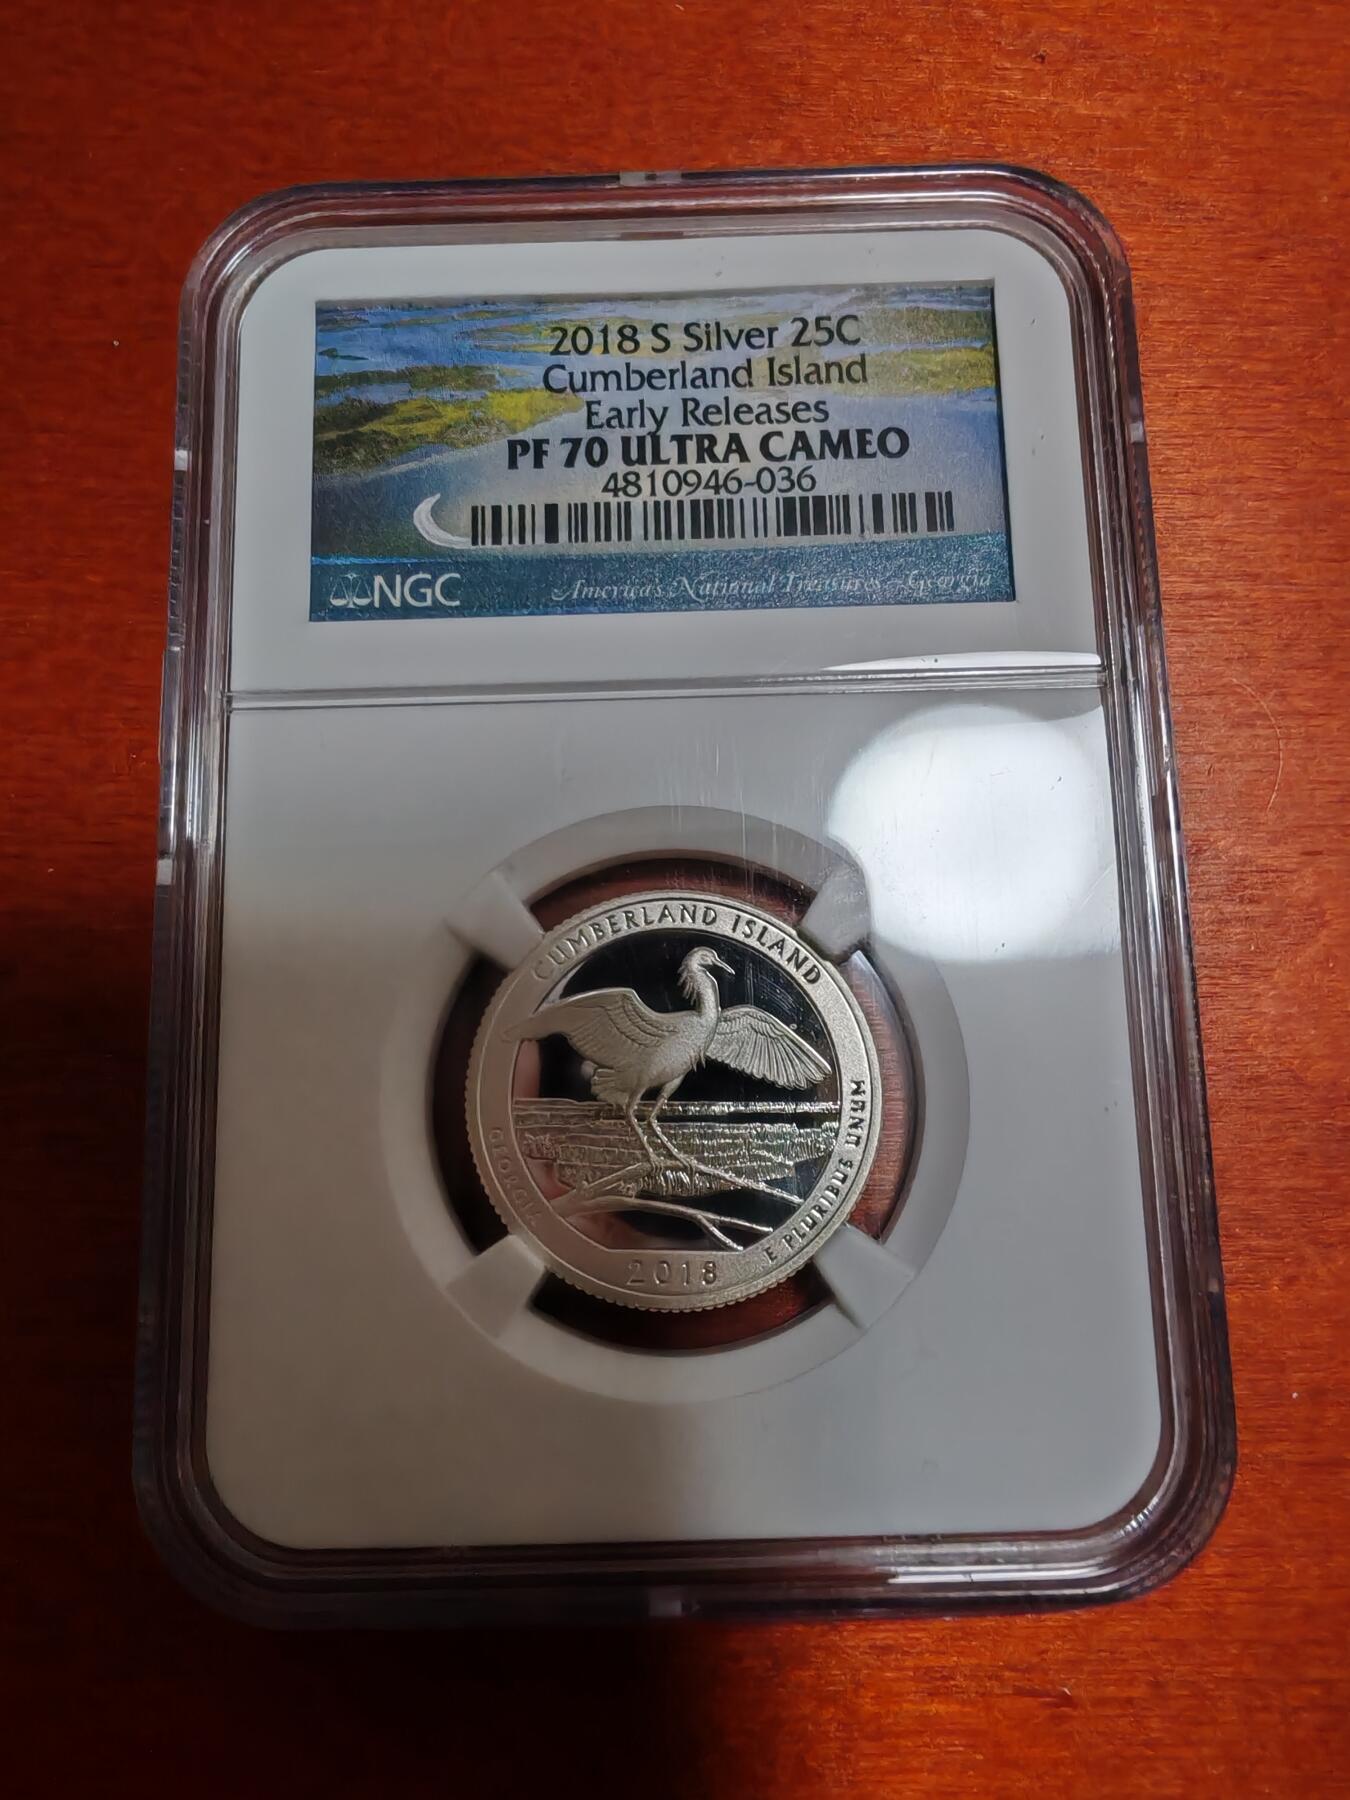 2018 S Silver 25C
Cumberland Island
Early Releases
PF 70 ULTRA CAMEO
4810946-036
NGC
America's National Treasures - Georgia
CUMBERLAND ISLAND
GEORGIA
E PLURIBUS UNUM
2018